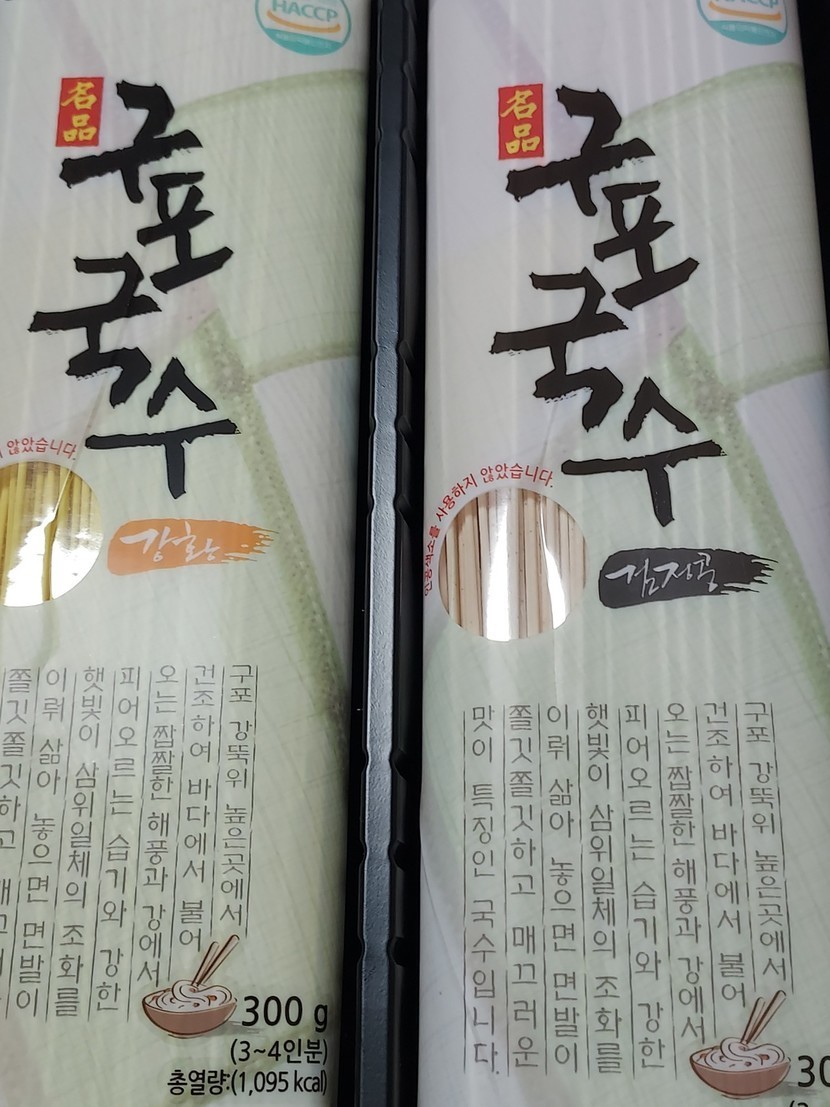 HACCP
名品
구포
국수
않았습니다.
강황
구포 강뚝위 높은곳에서
건조하여 바다에서 불어
오는 짭짤한 해풍과 강에서
피어오르는 습기와 강한
햇빛이 삼위일체의 조화를
이뤄 삶아 놓으면 면발이
쫄깃쫄깃하고
300 g
(3~4인분)
총열량:(1,095 kcal)
HACCP
名品
구포
국수
인공색소를 사용하지 않았습니다.
검정콩
구포 강뚝위 높은곳에서
건조하여 바다에서 불어
오는 짭짤한 해풍과 강에서
피어오르는 습기와 강한
햇빛이 삼위일체의 조화를
이뤄 삶아 놓으면 면발이
쫄깃쫄깃하고 매끄러운
맛이 특징인 국수입니다.
30